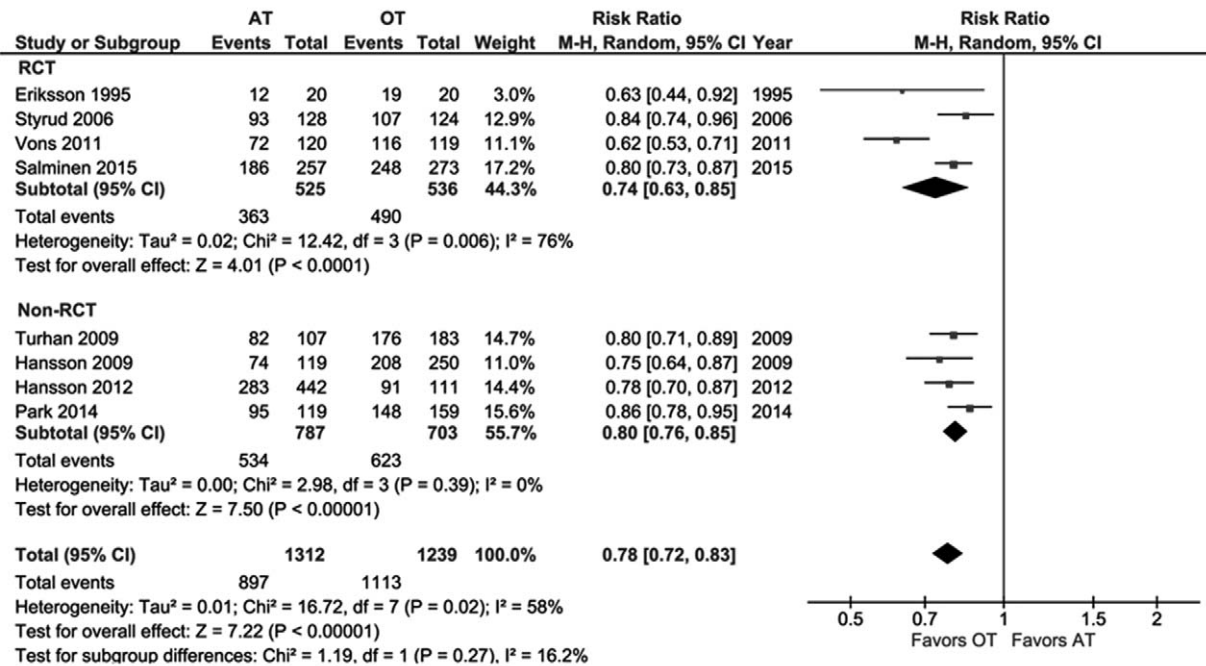 AT OT Risk Ratio Risk Ratio
Study or Subgroup Events Total Events Total Weight M-H, Random, 95% CI Year M-H, Random, 95% CI
RCT
Eriksson 1995 12 20 19 20 3.0% 0.63 [0.44, 0.92] 1995
Styrud 2006 93 128 107 124 12.9% 0.84 [0.74, 0.96] 2006
Vons 2011 72 120 116 119 11.1% 0.62 [0.53, 0.71] 2011
Salminen 2015 186 257 248 273 17.2% 0.80 [0.73, 0.87] 2015
Subtotal (95% CI) 525 536 44.3% 0.74 [0.63, 0.85]
Total events 363 490
Heterogeneity: Tau² = 0.02; Chi² = 12.42, df = 3 (P = 0.006); I² = 76%
Test for overall effect: Z = 4.01 (P < 0.0001)
Non-RCT
Turhan 2009 82 107 176 183 14.7% 0.80 [0.71, 0.89] 2009
Hansson 2009 74 119 208 250 11.0% 0.75 [0.64, 0.87] 2009
Hansson 2012 283 442 91 111 14.4% 0.78 [0.70, 0.87] 2012
Park 2014 95 119 148 159 15.6% 0.86 [0.78, 0.95] 2014
Subtotal (95% CI) 787 703 55.7% 0.80 [0.76, 0.85]
Total events 534 623
Heterogeneity: Tau² = 0.00; Chi² = 2.98, df = 3 (P = 0.39); I² = 0%
Test for overall effect: Z = 7.50 (P < 0.00001)
Total (95% CI) 1312 1239 100.0% 0.78 [0.72, 0.83]
Total events 897 1113
Heterogeneity: Tau² = 0.01; Chi² = 16.72, df = 7 (P = 0.02); I² = 58%
Test for overall effect: Z = 7.22 (P < 0.00001)
Test for subgroup differences: Chi² = 1.19, df = 1 (P = 0.27), I² = 16.2%
0.5 0.7 1 1.5 2
Favors OT Favors AT